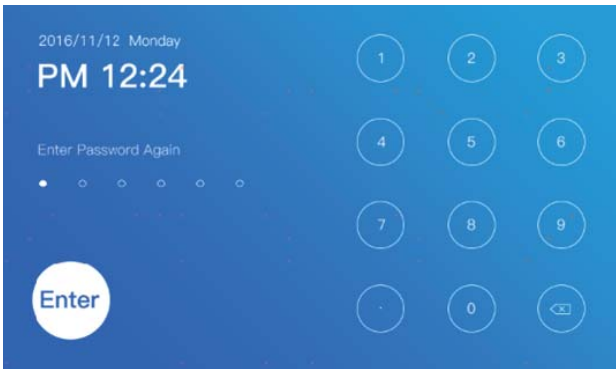 2016/11/12 Monday
PM 12:24
Enter Password Again
Enter
1 2 3
4 5 6
7 8 9
· 0